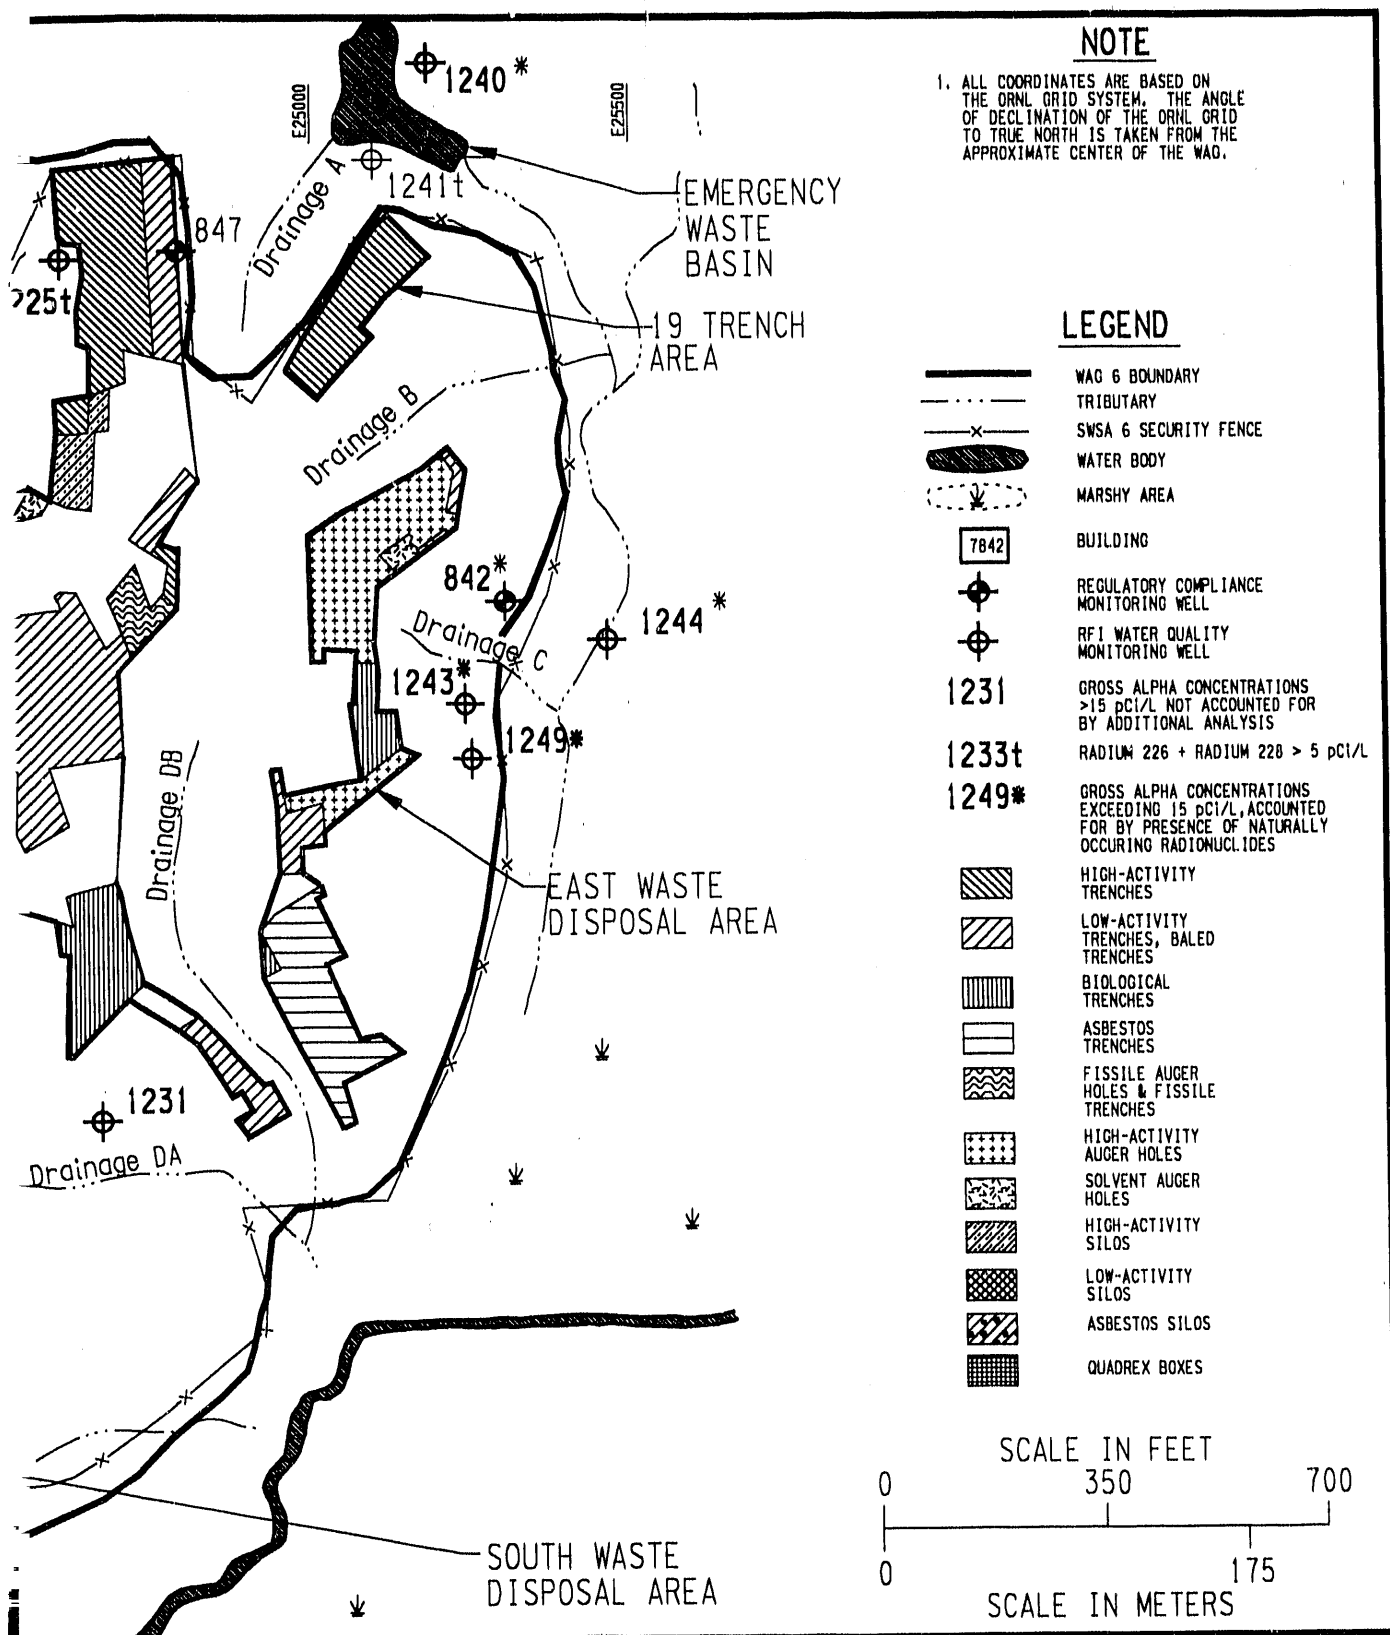 NOTE
1. ALL COORDINATES ARE BASED ON
THE ORNL GRID SYSTEM. THE ANGLE
OF DECLINATION OF THE ORNL GRID
TO TRUE NORTH IS TAKEN FROM THE
APPROXIMATE CENTER OF THE WAG.
E25000
E25500
1240*
1241t
Drainage A
EMERGENCY
WASTE
BASIN
847
19 TRENCH
AREA
Drainage B
842*
1244*
Drainage C
1243*
1249*
Drainage DB
EAST WASTE
DISPOSAL AREA
1231
Drainage DA
SOUTH WASTE
DISPOSAL AREA
LEGEND
WAG 6 BOUNDARY
TRIBUTARY
SWSA 6 SECURITY FENCE
WATER BODY
MARSHY AREA
7842
BUILDING
REGULATORY COMPLIANCE
MONITORING WELL
RFI WATER QUALITY
MONITORING WELL
1231
GROSS ALPHA CONCENTRATIONS
>15 pCi/L NOT ACCOUNTED FOR
BY ADDITIONAL ANALYSIS
1233t
RADIUM 226 + RADIUM 228 > 5 pCi/L
1249*
GROSS ALPHA CONCENTRATIONS
EXCEEDING 15 pCi/L, ACCOUNTED
FOR BY PRESENCE OF NATURALLY
OCCURING RADIONUCLIDES
HIGH-ACTIVITY
TRENCHES
LOW-ACTIVITY
TRENCHES, BALED
TRENCHES
BIOLOGICAL
TRENCHES
ASBESTOS
TRENCHES
FISSILE AUGER
HOLES & FISSILE
TRENCHES
HIGH-ACTIVITY
AUGER HOLES
SOLVENT AUGER
HOLES
HIGH-ACTIVITY
SILOS
LOW-ACTIVITY
SILOS
ASBESTOS SILOS
QUADREX BOXES
SCALE IN FEET
0 350 700
0 175
SCALE IN METERS